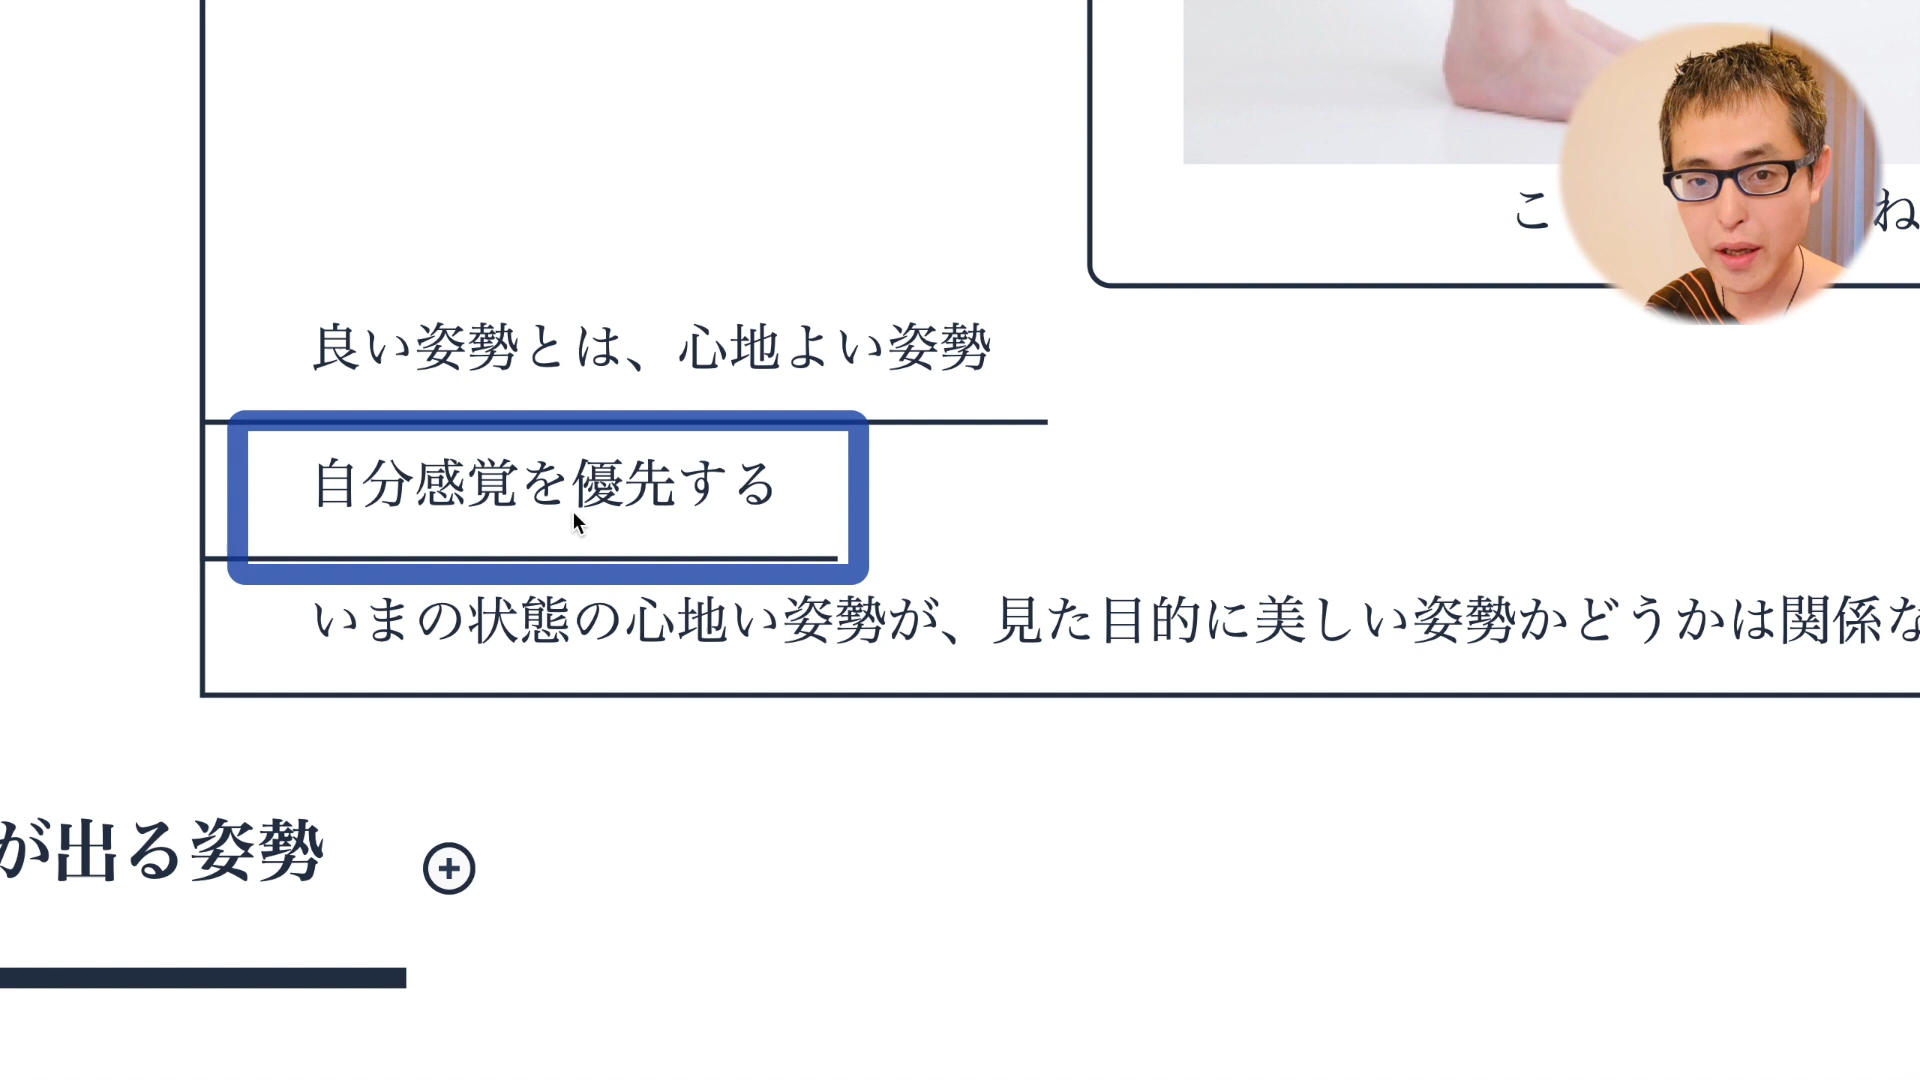 こ
ね
良い姿勢とは、心地よい姿勢
自分感覚を優先する
いまの状態の心地い姿勢が、見た目的に美しい姿勢かどうかは関係な
が出る姿勢